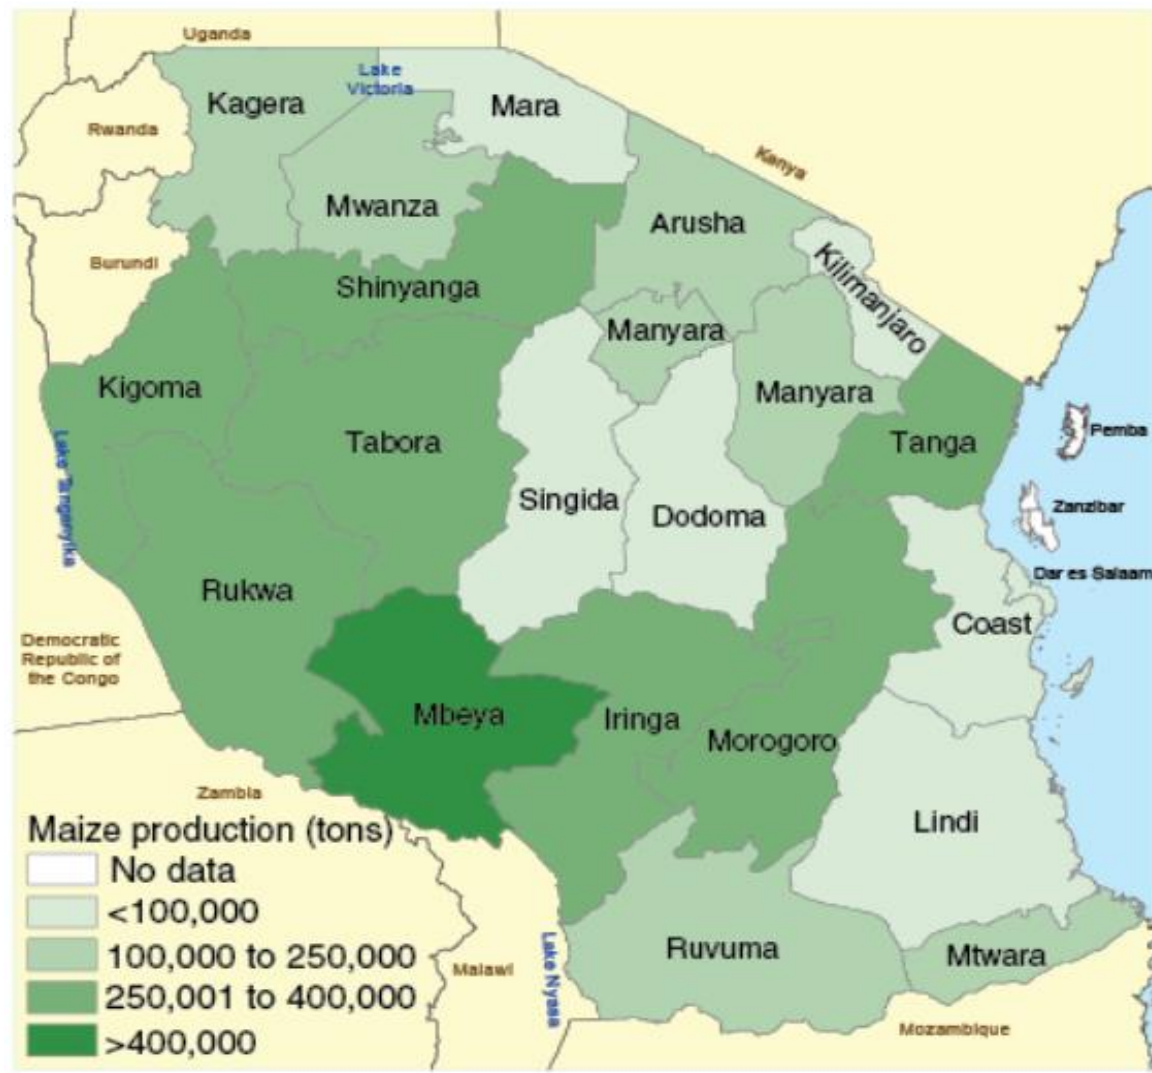 Uganda
Lake
Victoria
Kagera
Mara
Rwanda
Kenya
Mwanza
Arusha
Burundi
Kilimanjaro
Shinyanga
Manyara
Kigoma
Manyara
Tabora
Tanga
Pemba
Lake Tanganyika
Singida
Dodoma
Zanzibar
Dar es Salaam
Rukwa
Coast
Democratic
Republic of
the Congo
Mbeya
Iringa
Morogoro
Zambia
Lindi
Maize production (tons)
No data
<100,000
100,000 to 250,000
250,001 to 400,000
>400,000
Ruvuma
Mtwara
Malawi
Lake Nyasa
Mozambique